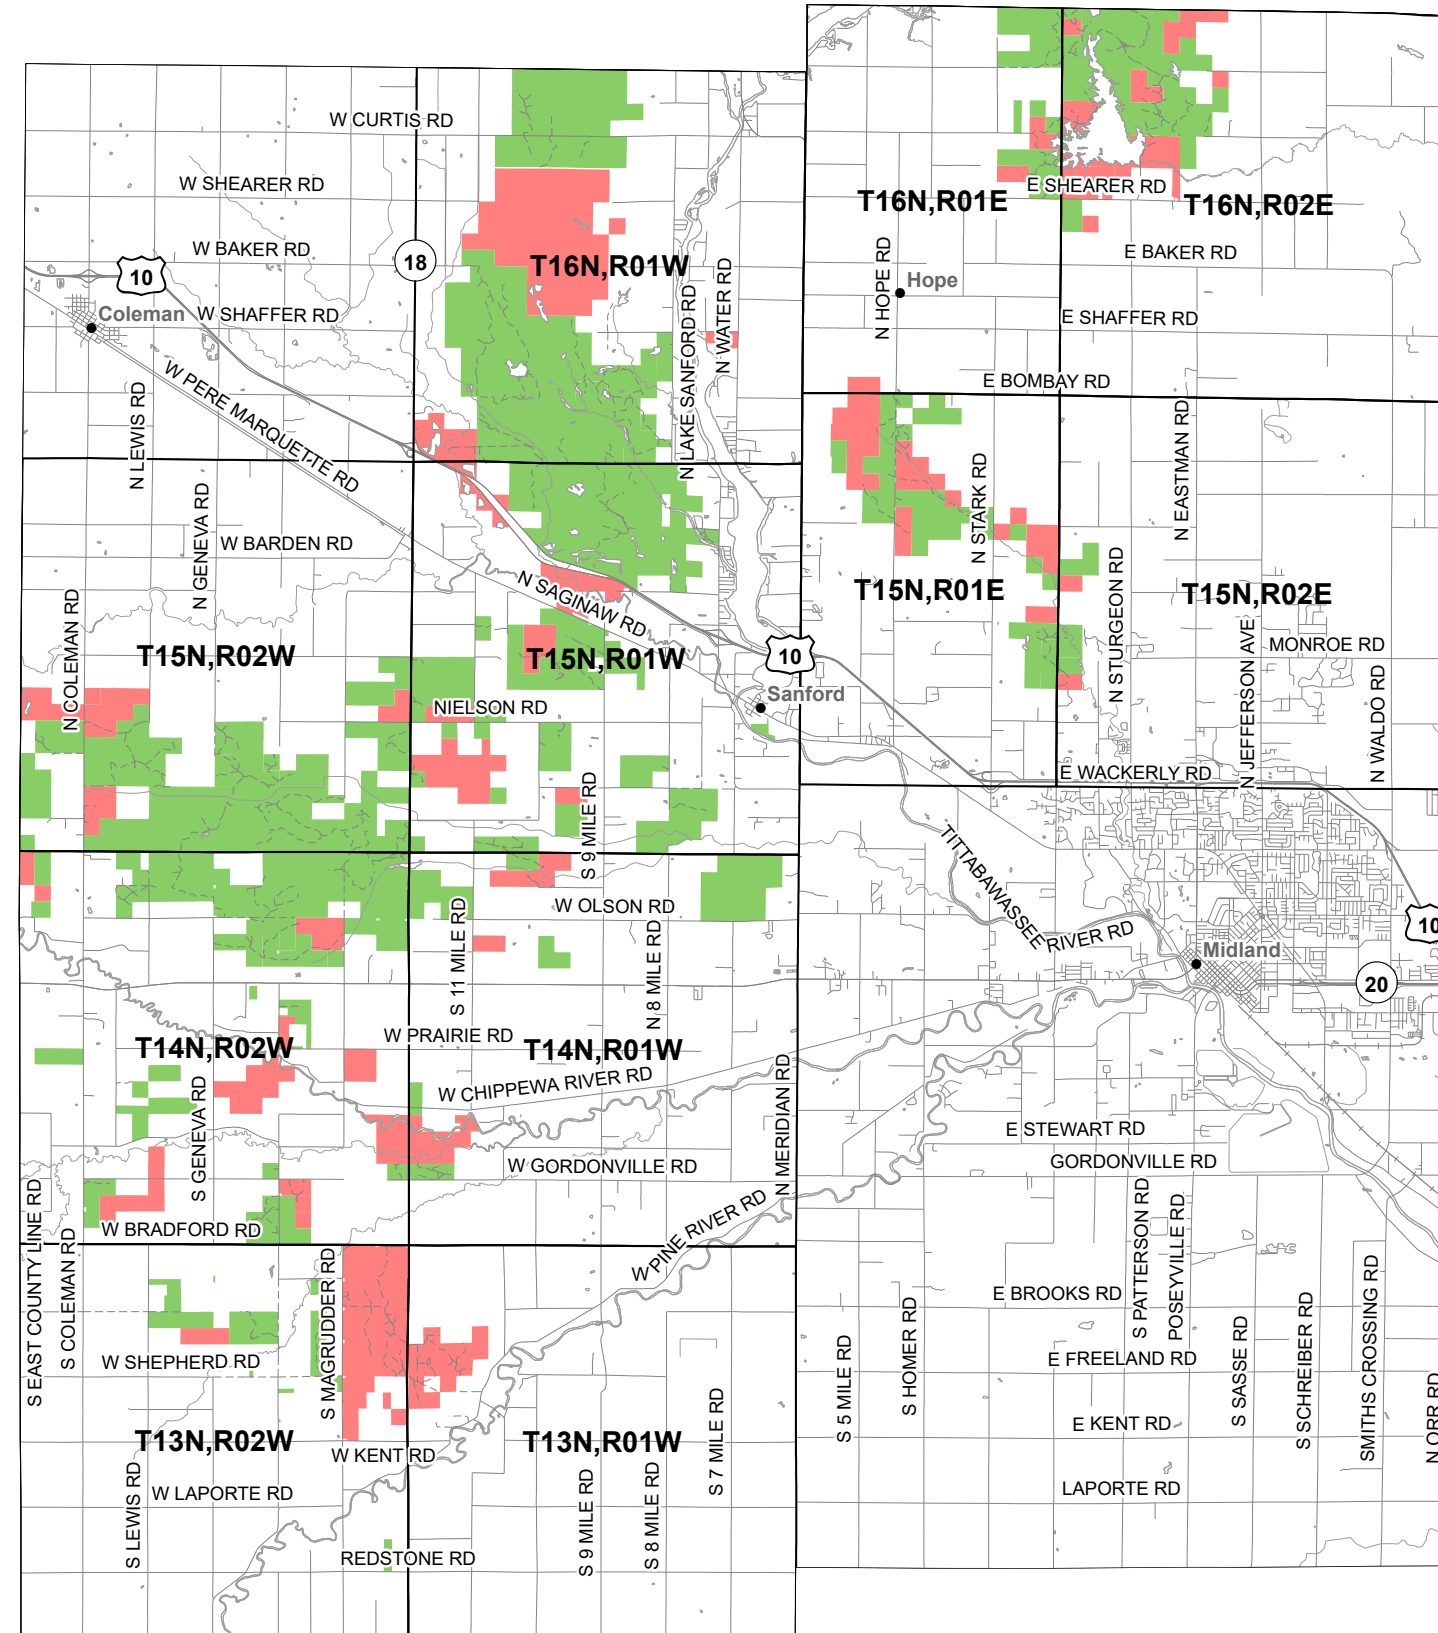 W CURTIS RD
W SHEARER RD
E SHEARER RD
T16N,R01E
T16N,R02E
W BAKER RD
18
E BAKER RD
10
T16N,R01W
N HOPE RD
Hope
Coleman
W SHAFFER RD
N LAKE SANFORD RD
N WATER RD
E SHAFFER RD
W PERE MARQUETTE RD
E BOMBAY RD
N LEWIS RD
N EASTMAN RD
N GENEVA RD
N STARK RD
W BARDEN RD
N SAGINAW RD
T15N,R01E
T15N,R02E
N COLEMAN RD
N STURGEON RD
N JEFFERSON AVE
MONROE RD
T15N,R02W
T15N,R01W
10
N WALDO RD
Sanford
NIELSON RD
E WACKERLY RD
S 9 MILE RD
TITTABAWASSEE RIVER RD
W OLSON RD
S 11 MILE RD
N 8 MILE RD
10
Midland
20
W PRAIRIE RD
T14N,R02W
T14N,R01W
W CHIPPEWA RIVER RD
N MERIDIAN RD
S GENEVA RD
E STEWART RD
GORDONVILLE RD
W GORDONVILLE RD
S EAST COUNTY LINE RD
S COLEMAN RD
W BRADFORD RD
W PINE RIVER RD
S PATTERSON RD
POSEYVILLE RD
S MAGRUDDER RD
E BROOKS RD
SMITHS CROSSING RD
S SCHREIBER RD
S SASSE RD
W SHEPHERD RD
E FREELAND RD
S 5 MILE RD
S HOMER RD
S 7 MILE RD
E KENT RD
N ORR RD
T13N,R02W
T13N,R01W
W KENT RD
S LEWIS RD
W LAPORTE RD
S 9 MILE RD
S 8 MILE RD
LAPORTE RD
REDSTONE RD